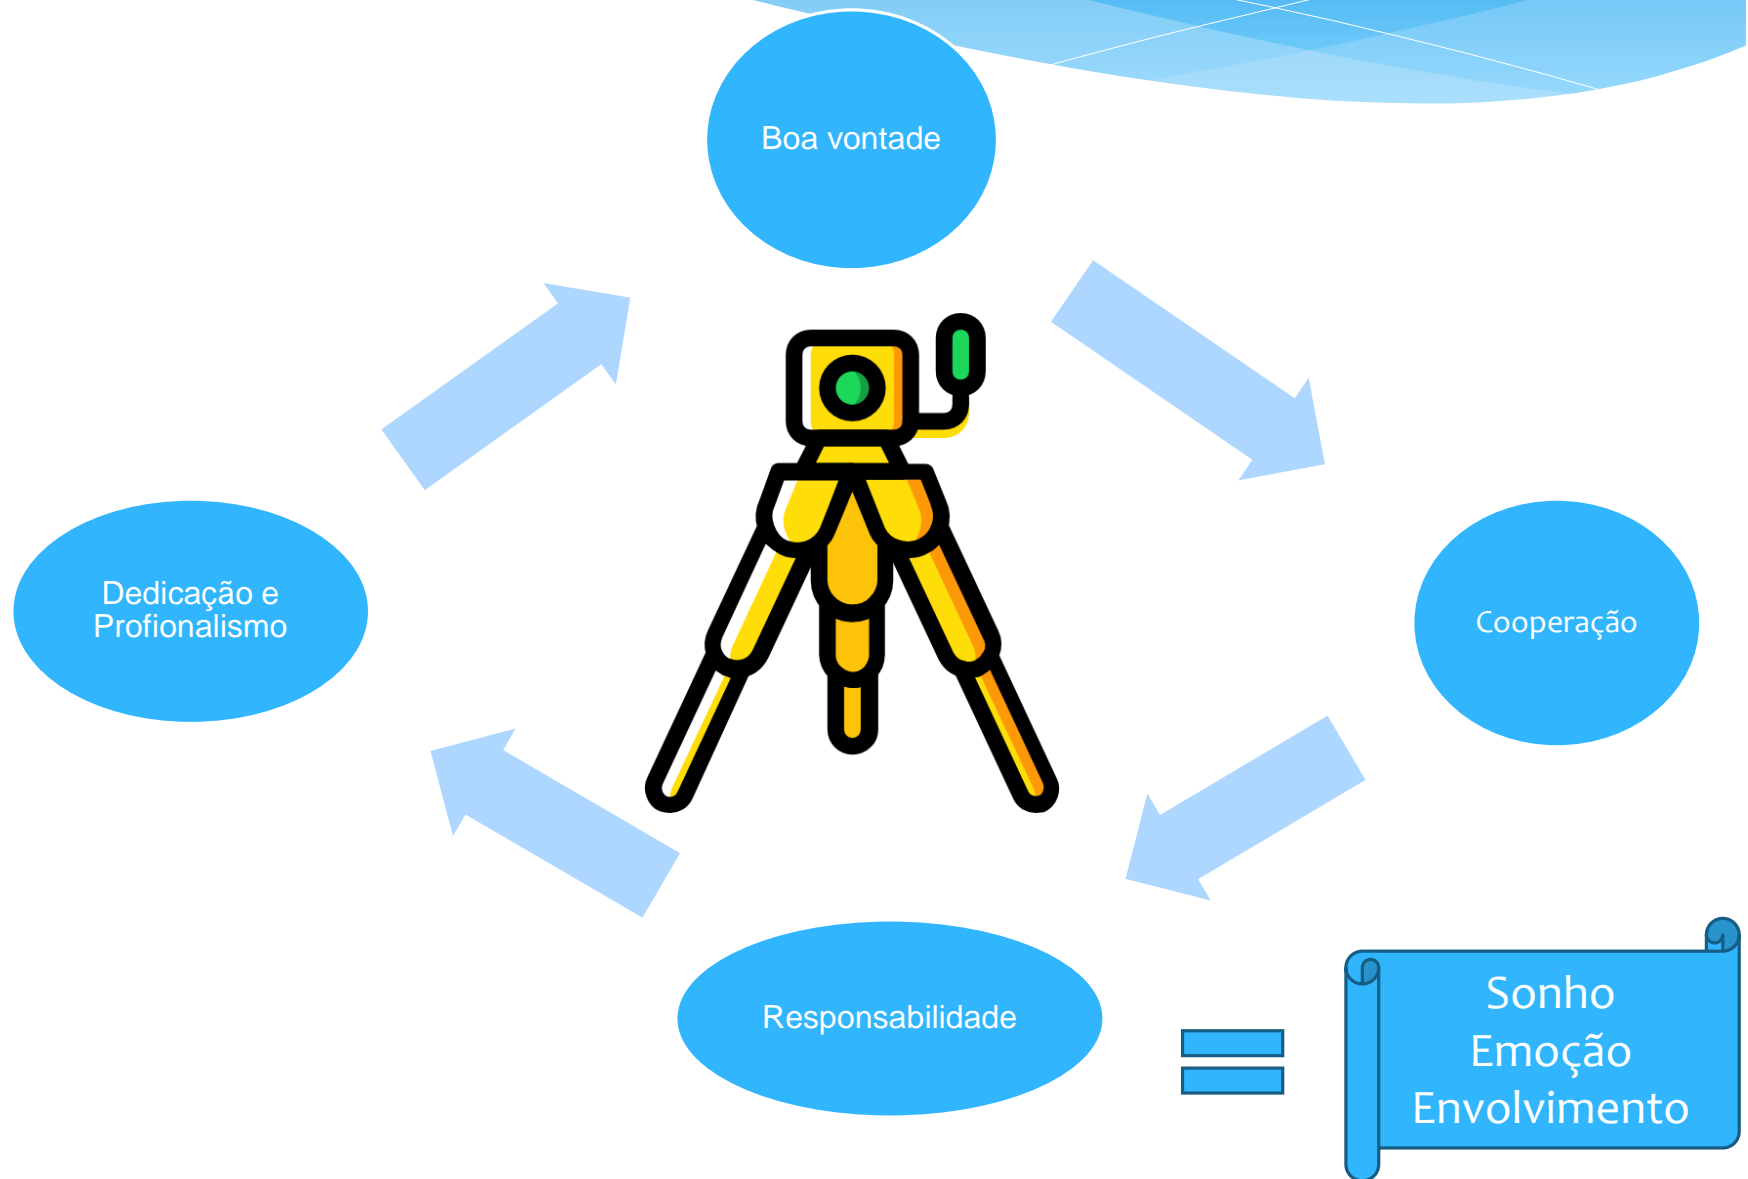 Boa vontade
Dedicação e
Profionalismo
Cooperação
Responsabilidade
Sonho
Emoção
Envolvimento